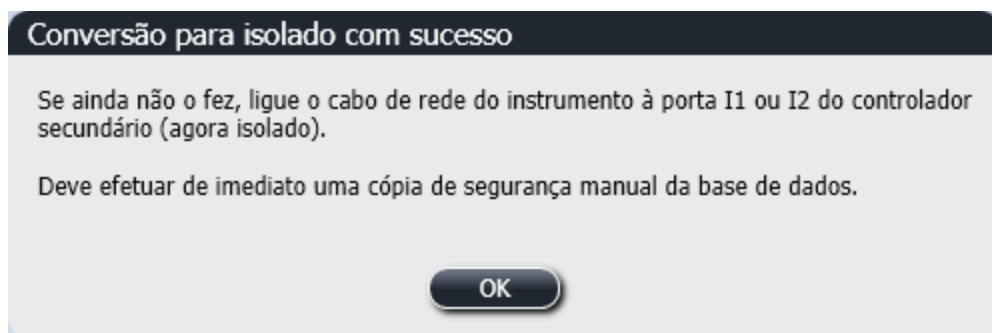 Conversão para isolado com sucesso
Se ainda não o fez, ligue o cabo de rede do instrumento à porta I1 ou I2 do controlador
secundário (agora isolado).
Deve efetuar de imediato uma cópia de segurança manual da base de dados.
OK